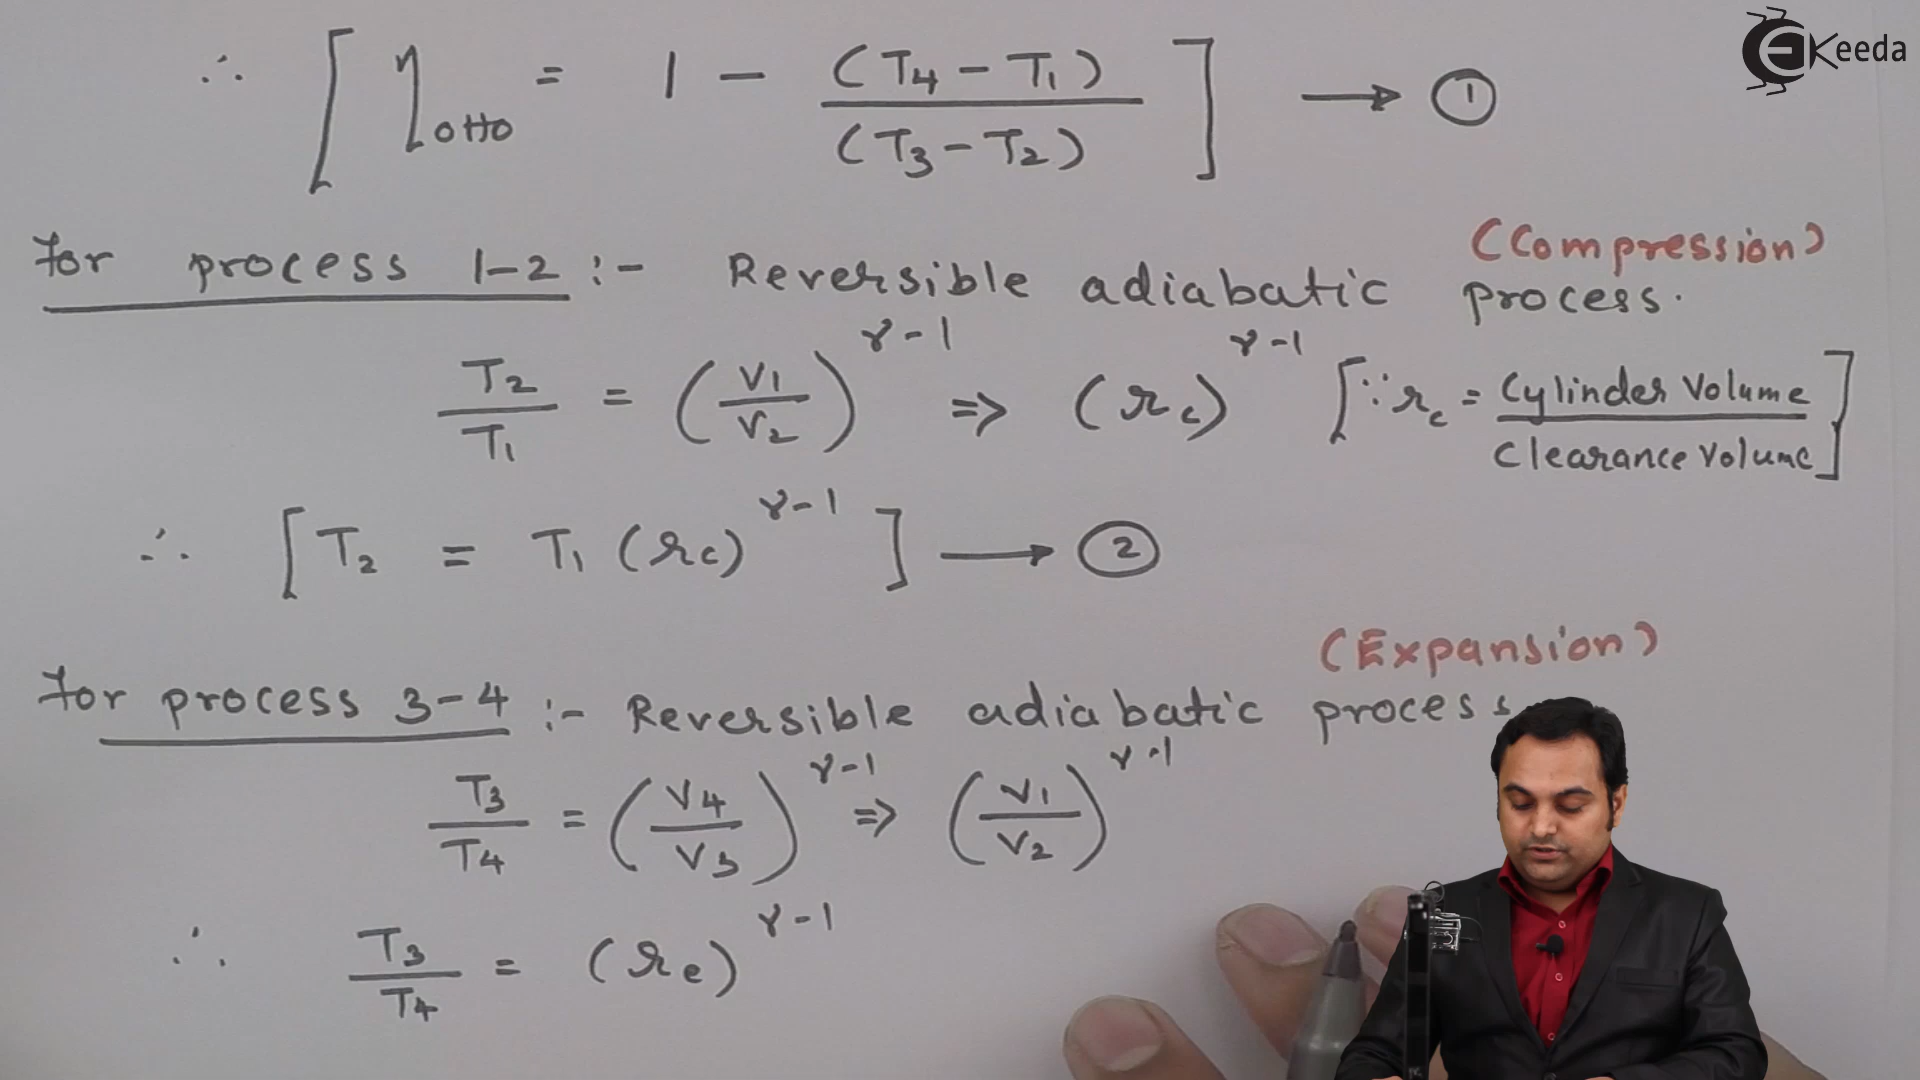 ∴ [ η_otto = 1 - (T4 - T1) / (T3 - T2) ] → ①
EKeeda
(Compression)
for process 1-2 :- Reversible adiabatic process.
T2/T1 = (V1/V2)^γ-1 ⇒ (rc)^γ-1 [∵ rc = Cylinder Volume / Clearance Volume]
∴ [ T2 = T1 (rc)^γ-1 ] → ②
(Expansion)
for process 3-4 :- Reversible adiabatic process
T3/T4 = (V4/V3)^γ-1 ⇒ (V1/V2)^γ-1
∴ T3/T4 = (re)^γ-1